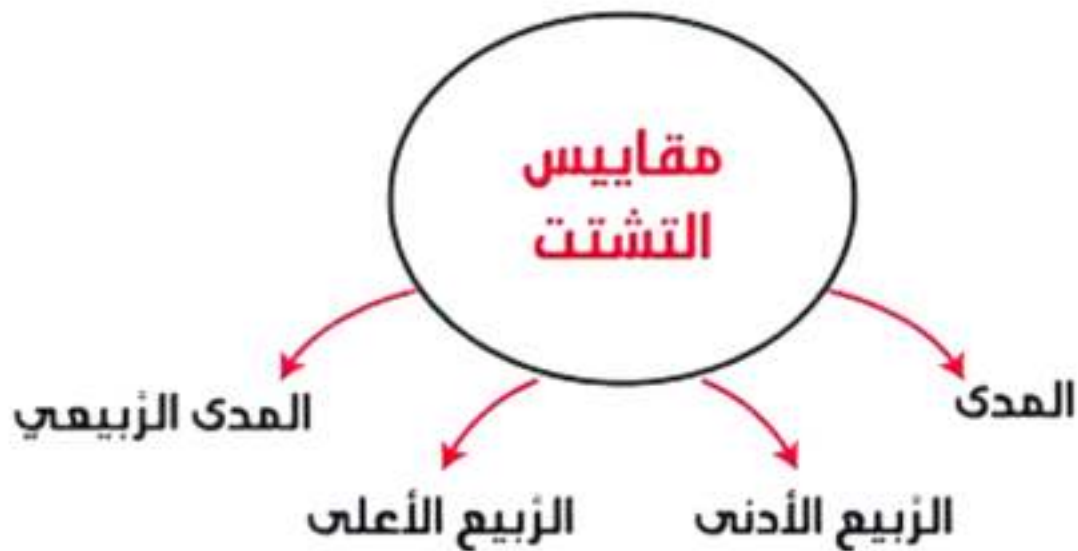 مقاييس
التشتت
المدى
الرُبيع الأدنى
الرُبيع الأعلى
المدى الرُبيعي